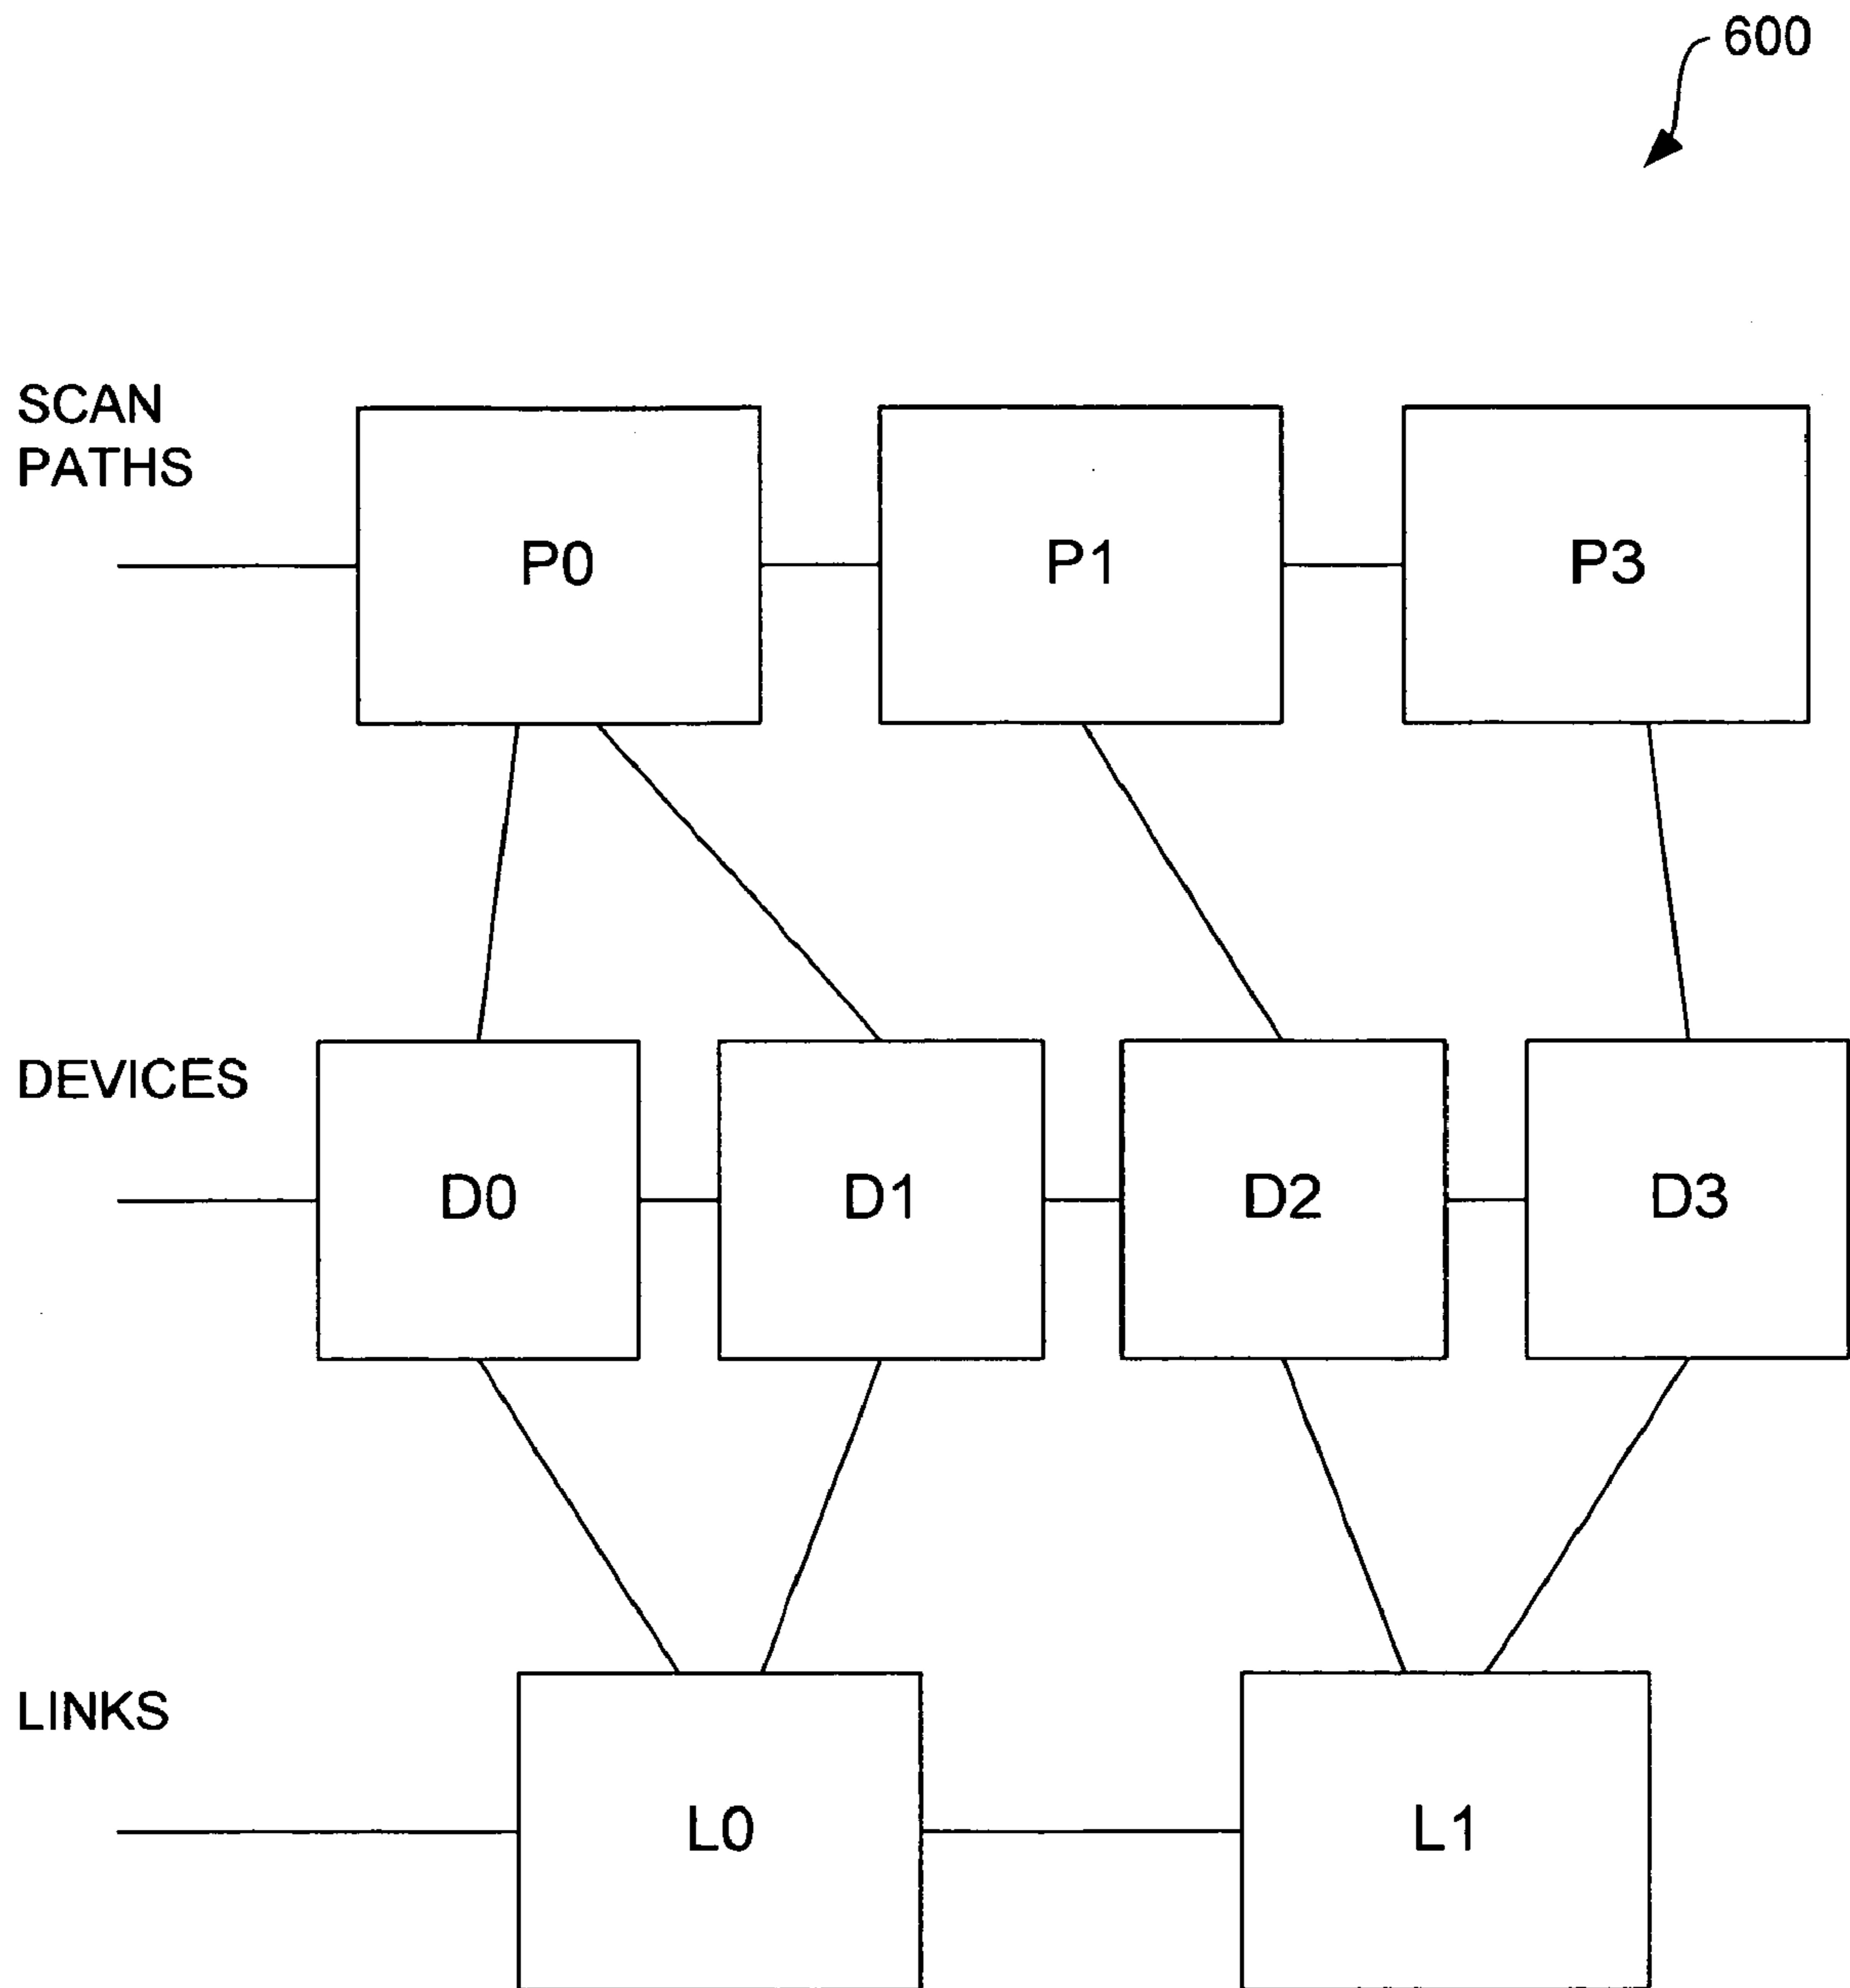 600
SCAN
PATHS
P0
P1
P3
DEVICES
D0
D1
D2
D3
LINKS
L0
L1